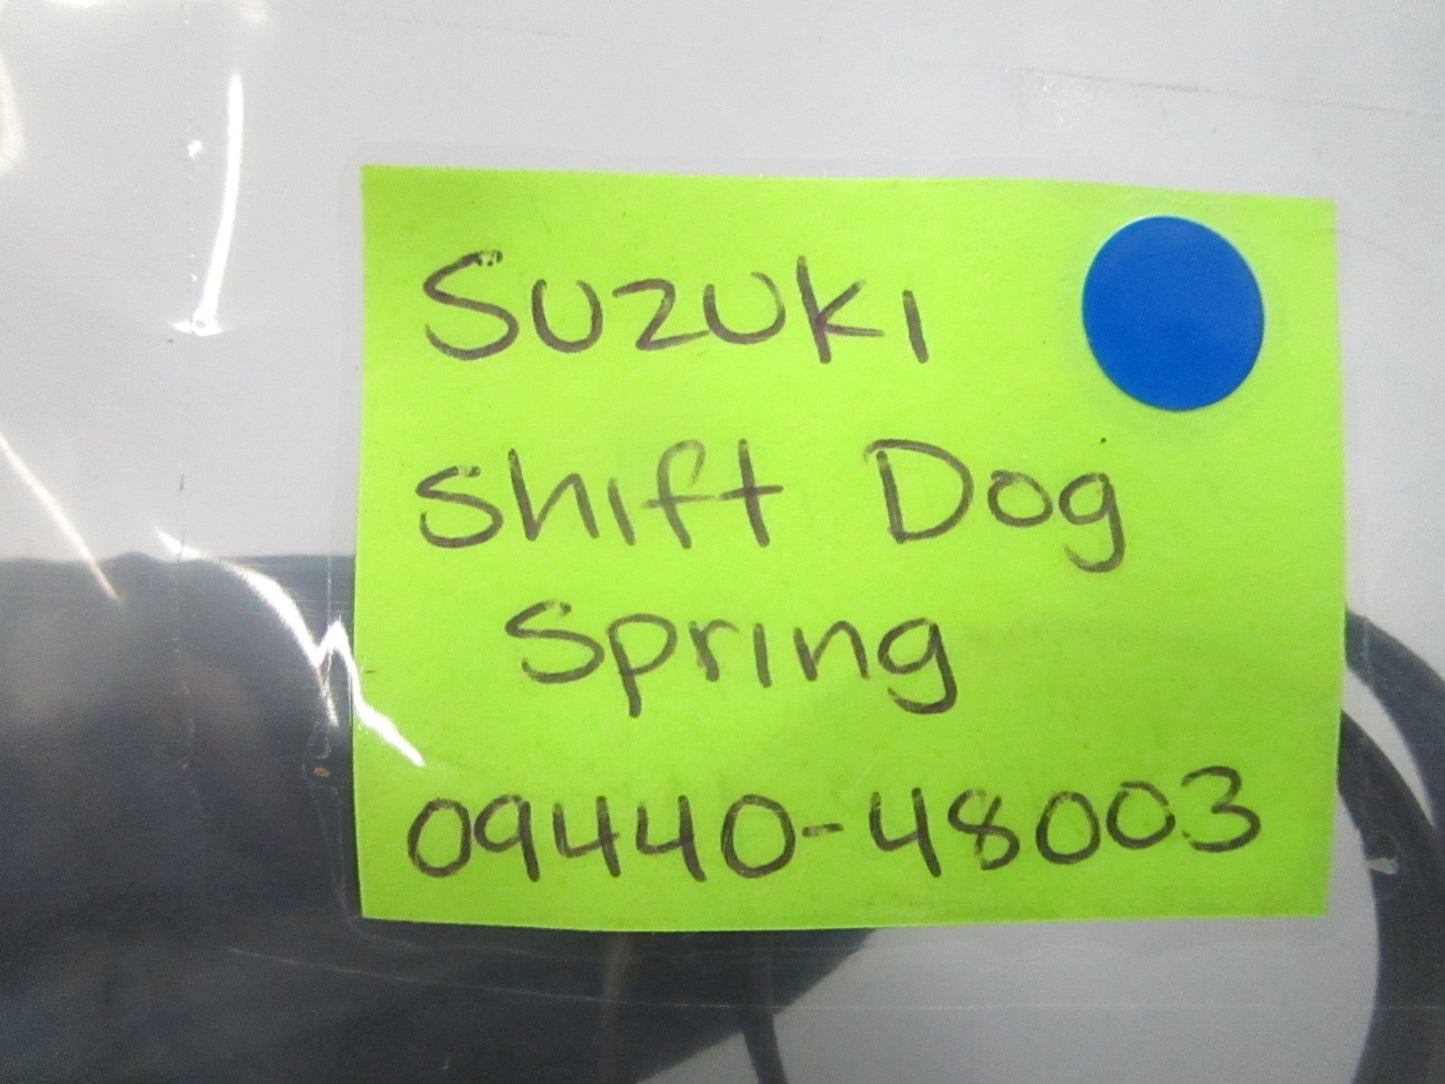 Suzuki
Shift Dog
Spring
09440-48003